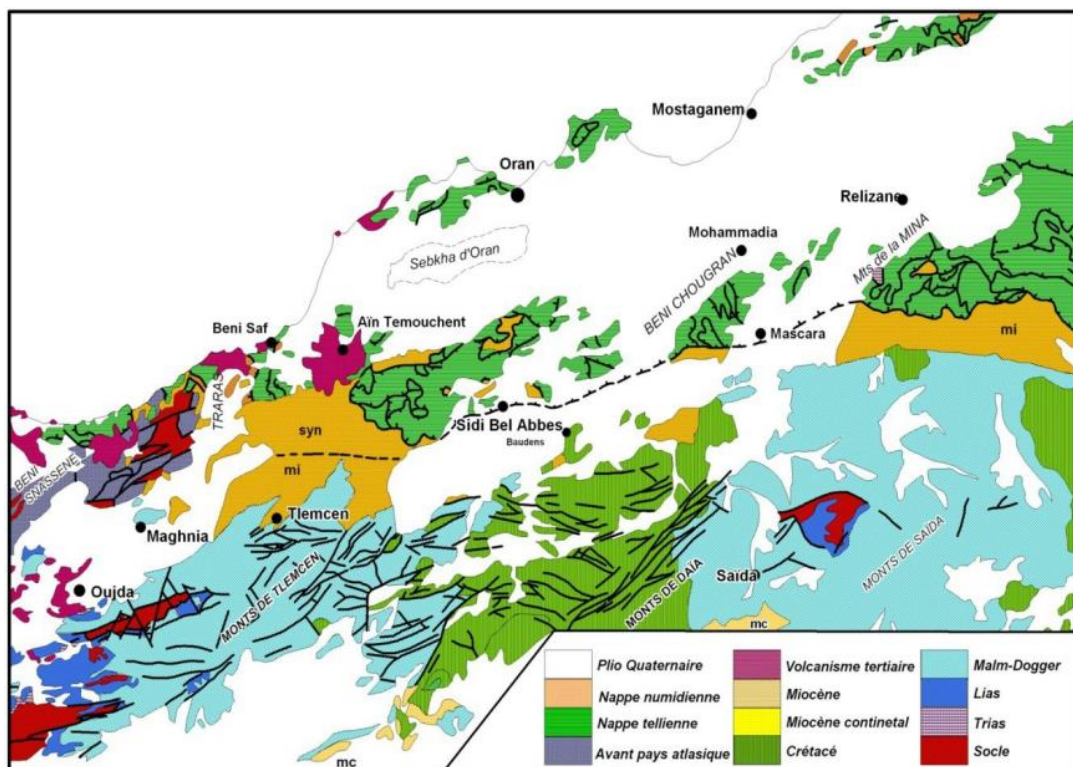 Mostaganem
Oran
Relizane
Mohammadia
Mts de la MINA
Sebkha d'Oran
BENI CHOUGRAN
Beni Saf
Aïn Temouchent
Mascara
mi
TRARAS
syn
Sidi Bel Abbes
Baudens
BENI
SNASSENE
mi
Tlemcen
Maghnia
Oujda
MONTS DE TLEMCEN
MONTS DE DAÏA
Saïda
MONTS DE SAÏDA
mc
mc
Plio Quaternaire
Nappe numidienne
Nappe tellienne
Avant pays atlasique
Volcanisme tertiaire
Miocène
Miocène continetal
Crétacé
Malm-Dogger
Lias
Trias
Socle